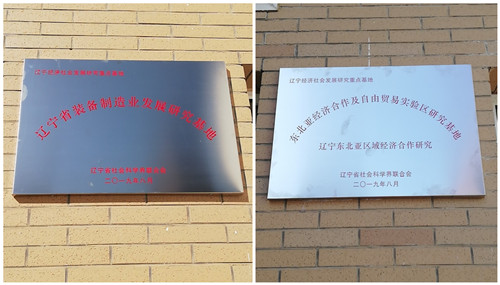 辽宁经济社会发展研究重点基地
辽宁省装备制造业发展研究基地
辽宁省社会科学界联合会
二〇一九年八月
辽宁经济社会发展研究重点基地
东北亚经济合作及自由贸易实验区研究基地
辽宁东北亚区域经济合作研究
辽宁省社会科学界联合会
二〇一九年八月